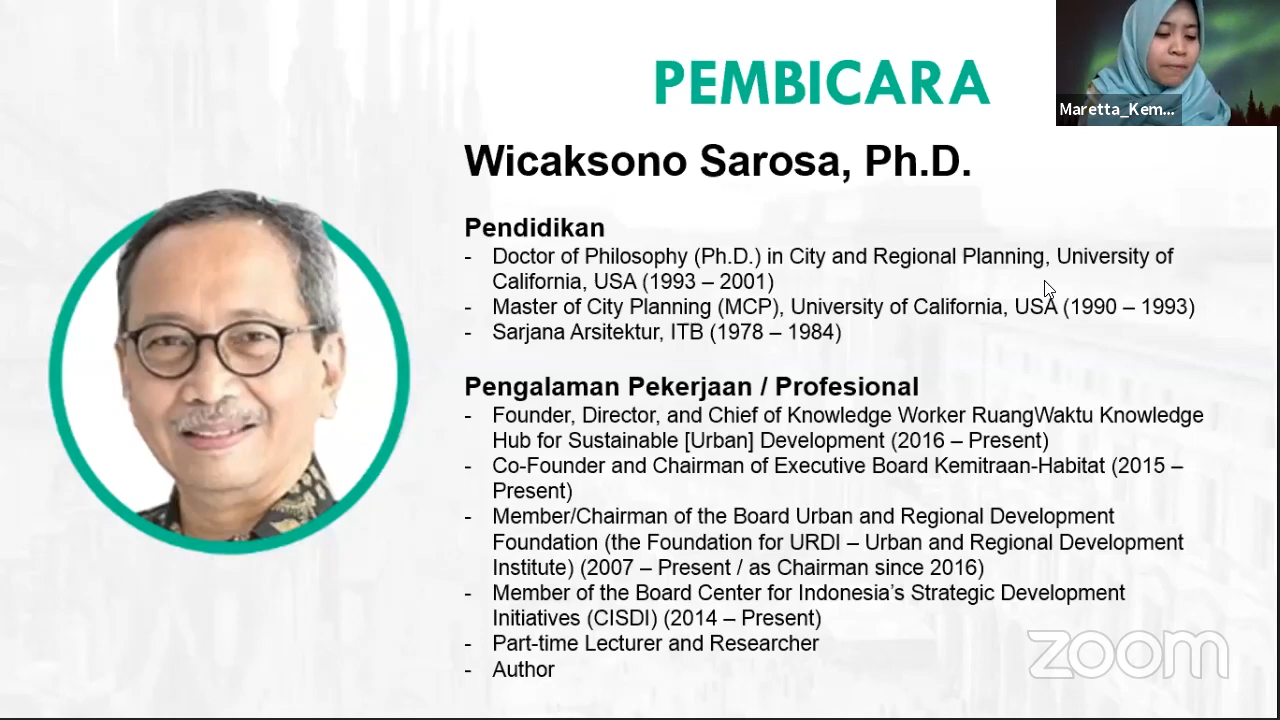 PEMBICARA
Maretta_Kem...
Wicaksono Sarosa, Ph.D.
Pendidikan
- Doctor of Philosophy (Ph.D.) in City and Regional Planning, University of
California, USA (1993 – 2001)
- Master of City Planning (MCP), University of California, USA (1990 – 1993)
- Sarjana Arsitektur, ITB (1978 – 1984)
Pengalaman Pekerjaan / Profesional
- Founder, Director, and Chief of Knowledge Worker RuangWaktu Knowledge
Hub for Sustainable [Urban] Development (2016 – Present)
- Co-Founder and Chairman of Executive Board Kemitraan-Habitat (2015 –
Present)
- Member/Chairman of the Board Urban and Regional Development
Foundation (the Foundation for URDI – Urban and Regional Development
Institute) (2007 – Present / as Chairman since 2016)
- Member of the Board Center for Indonesia’s Strategic Development
Initiatives (CISDI) (2014 – Present)
- Part-time Lecturer and Researcher
- Author
zoom